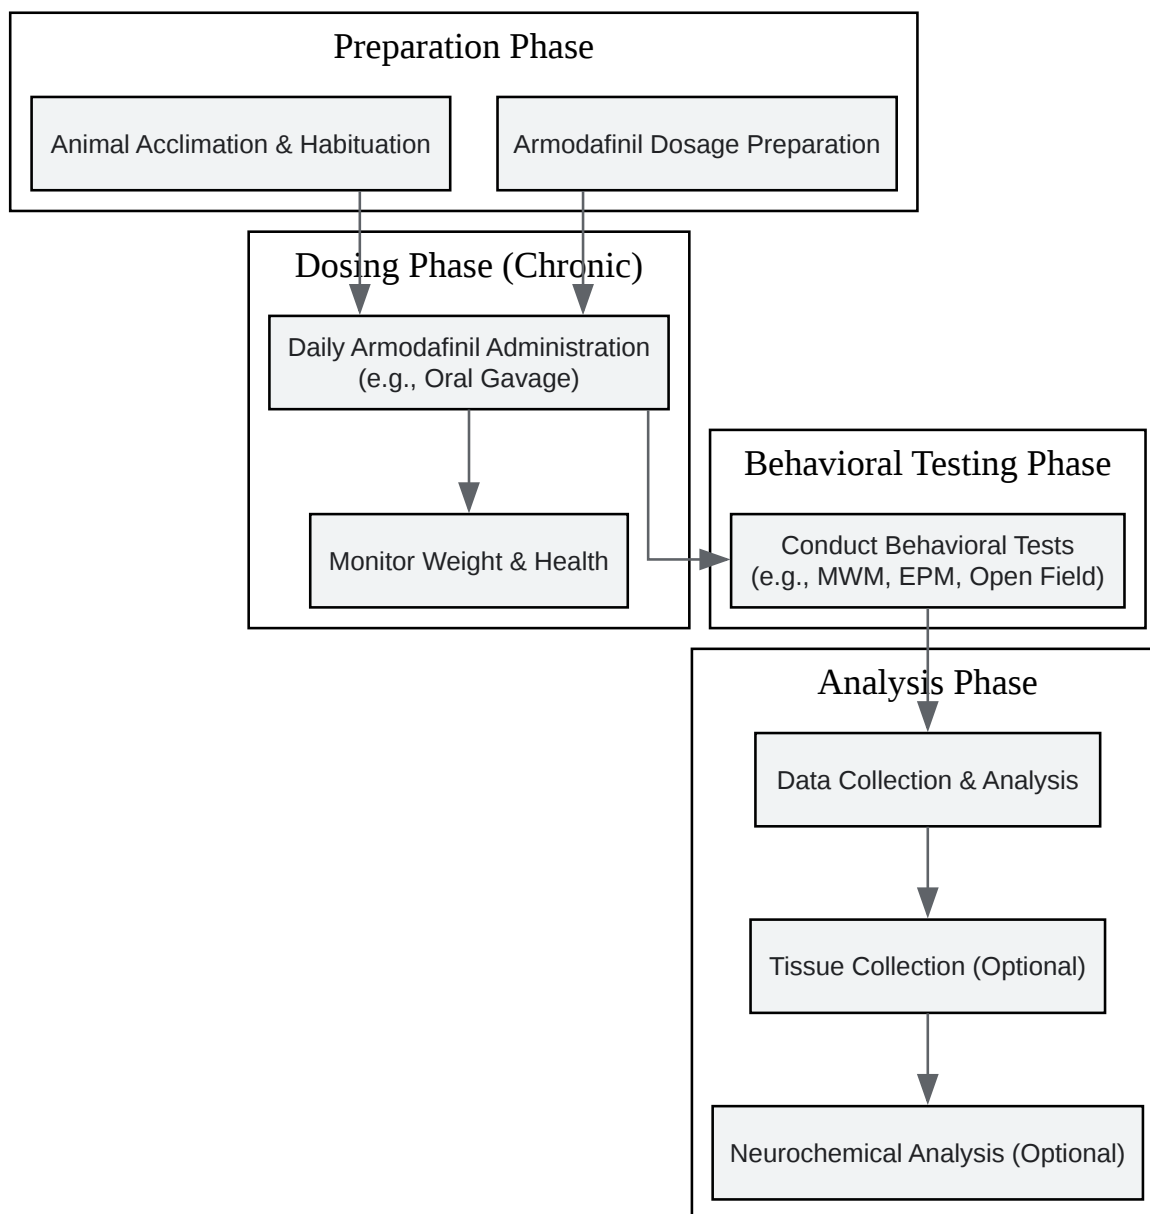 Preparation Phase
Animal Acclimation & Habituation
Armodafinil Dosage Preparation
Dosing Phase (Chronic)
Daily Armodafinil Administration
(e.g., Oral Gavage)
Monitor Weight & Health
Behavioral Testing Phase
Conduct Behavioral Tests
(e.g., MWM, EPM, Open Field)
Analysis Phase
Data Collection & Analysis
Tissue Collection (Optional)
Neurochemical Analysis (Optional)